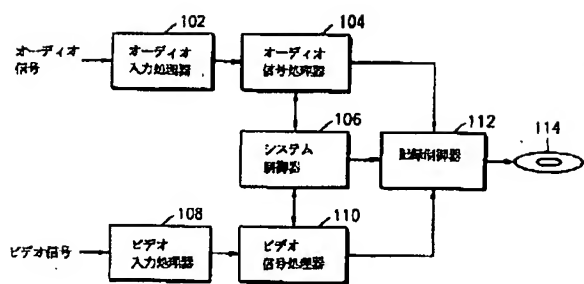 102
104
オーディオ
信号
オーディオ
入力処理器
オーディオ
信号処理器
106
112
114
システム
制御器
記録制御器
108
110
ビデオ信号
ビデオ
入力処理器
ビデオ
信号処理器